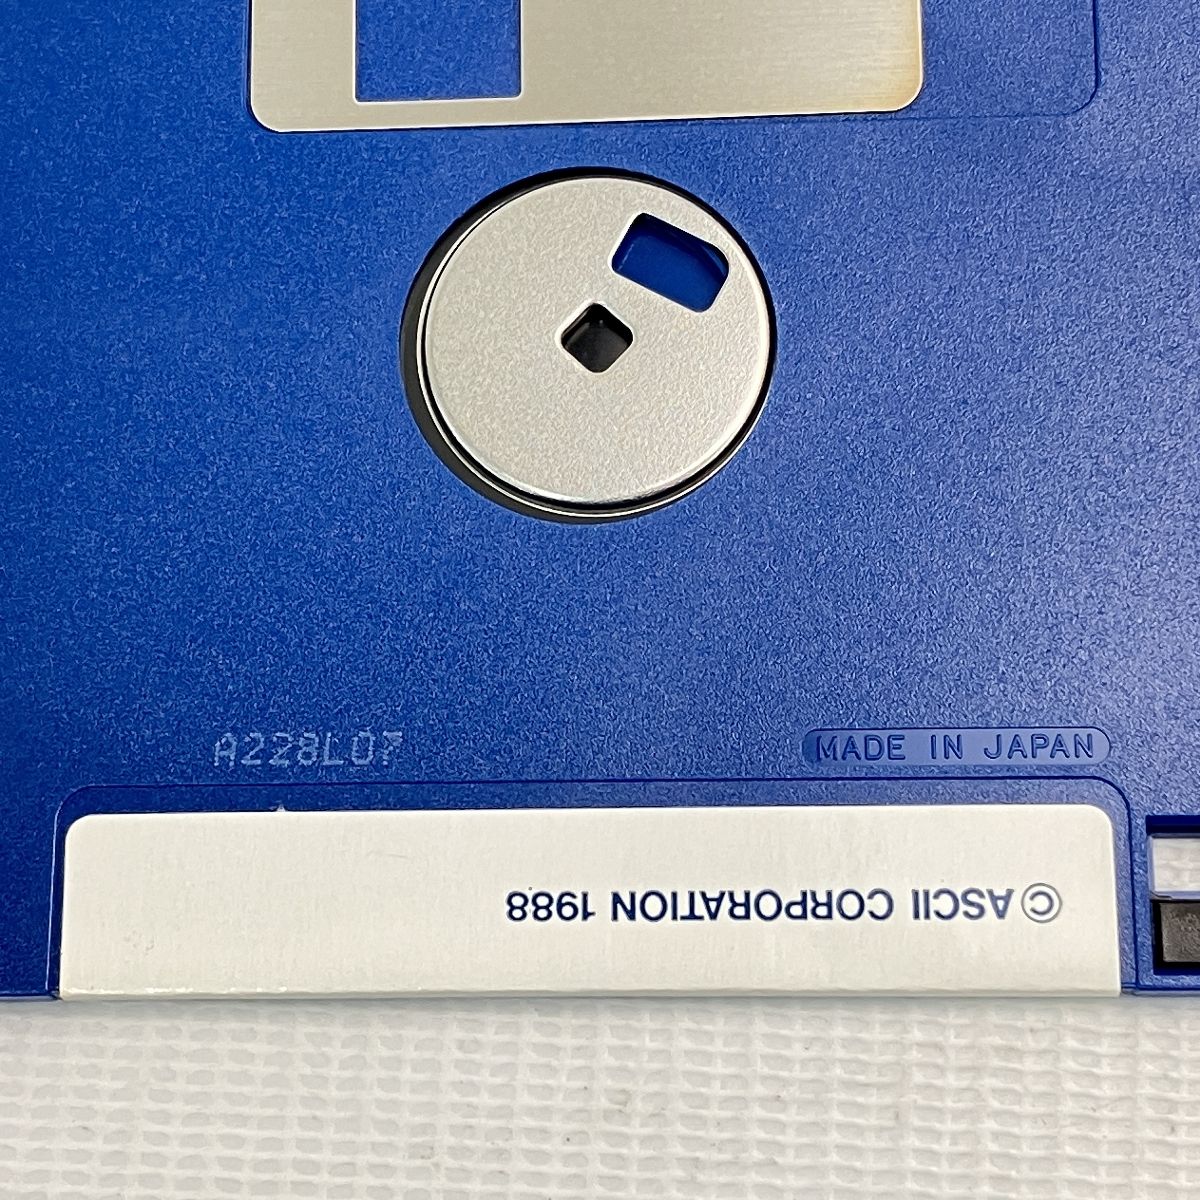 A228L07
MADE IN JAPAN
©ASCII CORPORATION 1988